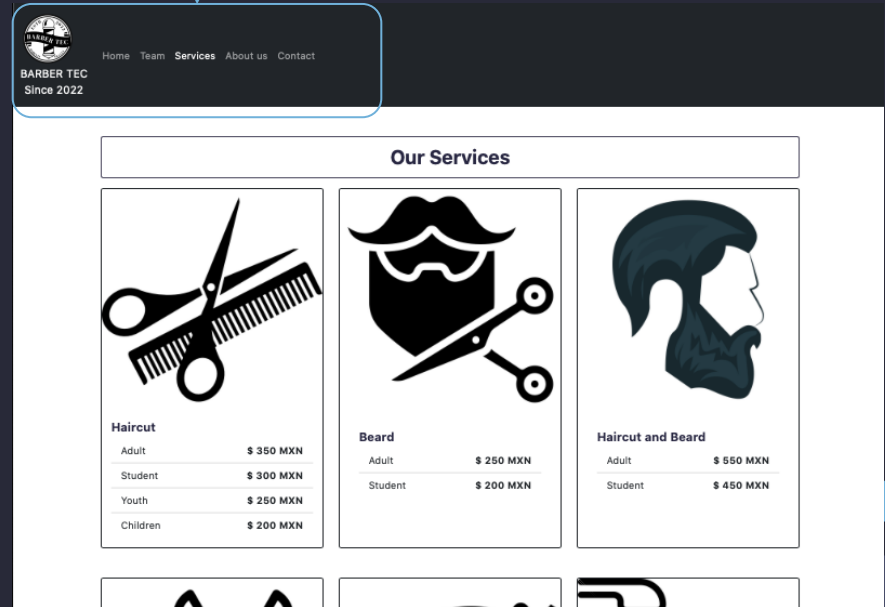 BARBER TEC
BARBER TEC
Since 2022
Home Team Services About us Contact
Our Services
Haircut
Adult $ 350 MXN
Student $ 300 MXN
Youth $ 250 MXN
Children $ 200 MXN
Beard
Adult $ 250 MXN
Student $ 200 MXN
Haircut and Beard
Adult $ 550 MXN
Student $ 450 MXN